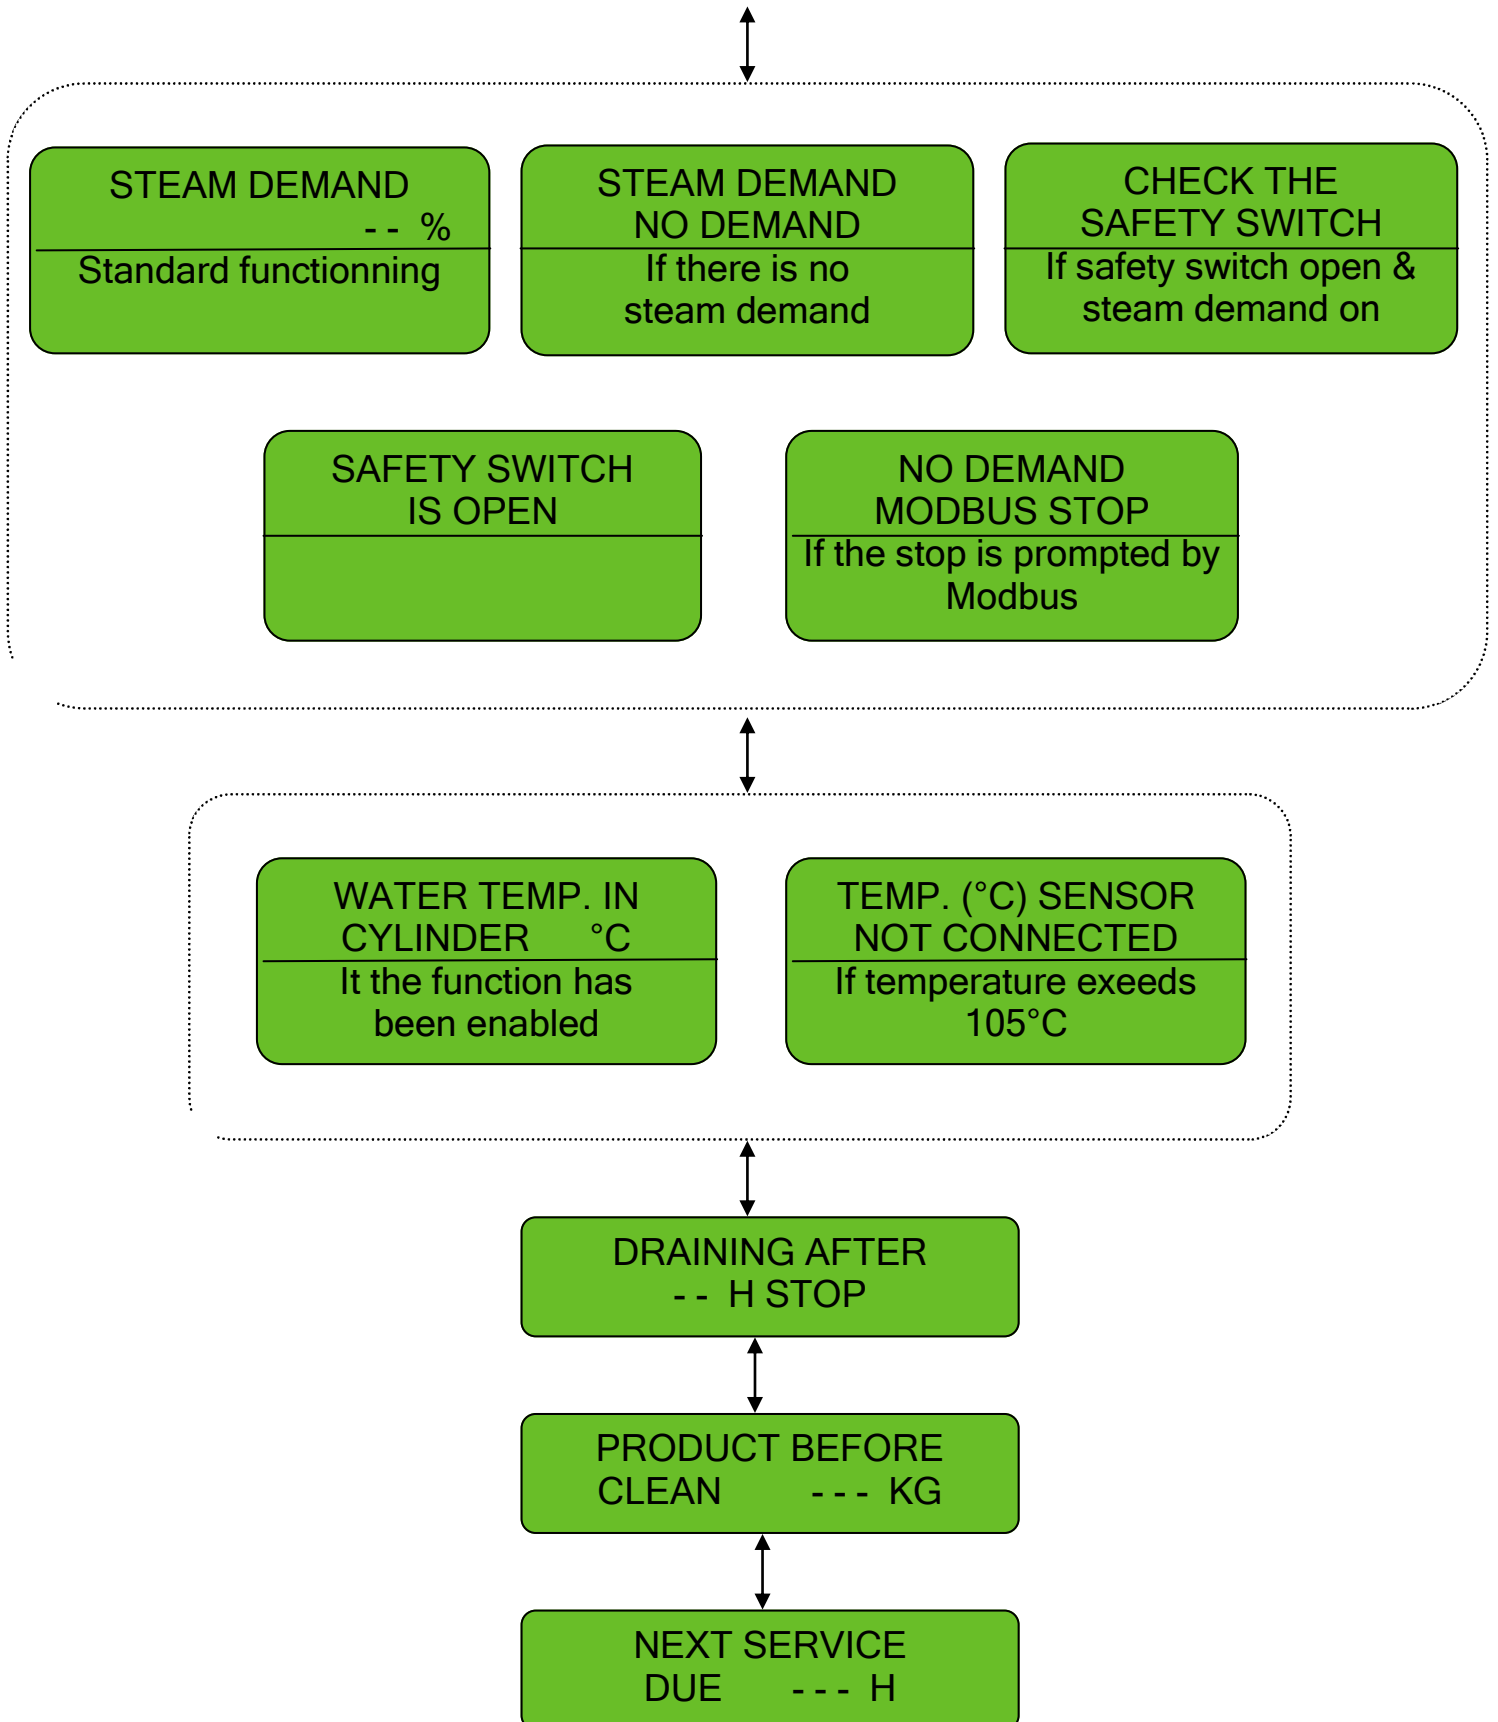 STEAM DEMAND
- - %
Standard functionning
STEAM DEMAND
NO DEMAND
If there is no
steam demand
CHECK THE
SAFETY SWITCH
If safety switch open &
steam demand on
SAFETY SWITCH
IS OPEN
NO DEMAND
MODBUS STOP
If the stop is prompted by
Modbus
WATER TEMP. IN
CYLINDER °C
It the function has
been enabled
TEMP. (°C) SENSOR
NOT CONNECTED
If temperature exeeds
105°C
DRAINING AFTER
- - H STOP
PRODUCT BEFORE
CLEAN - - - KG
NEXT SERVICE
DUE - - - H